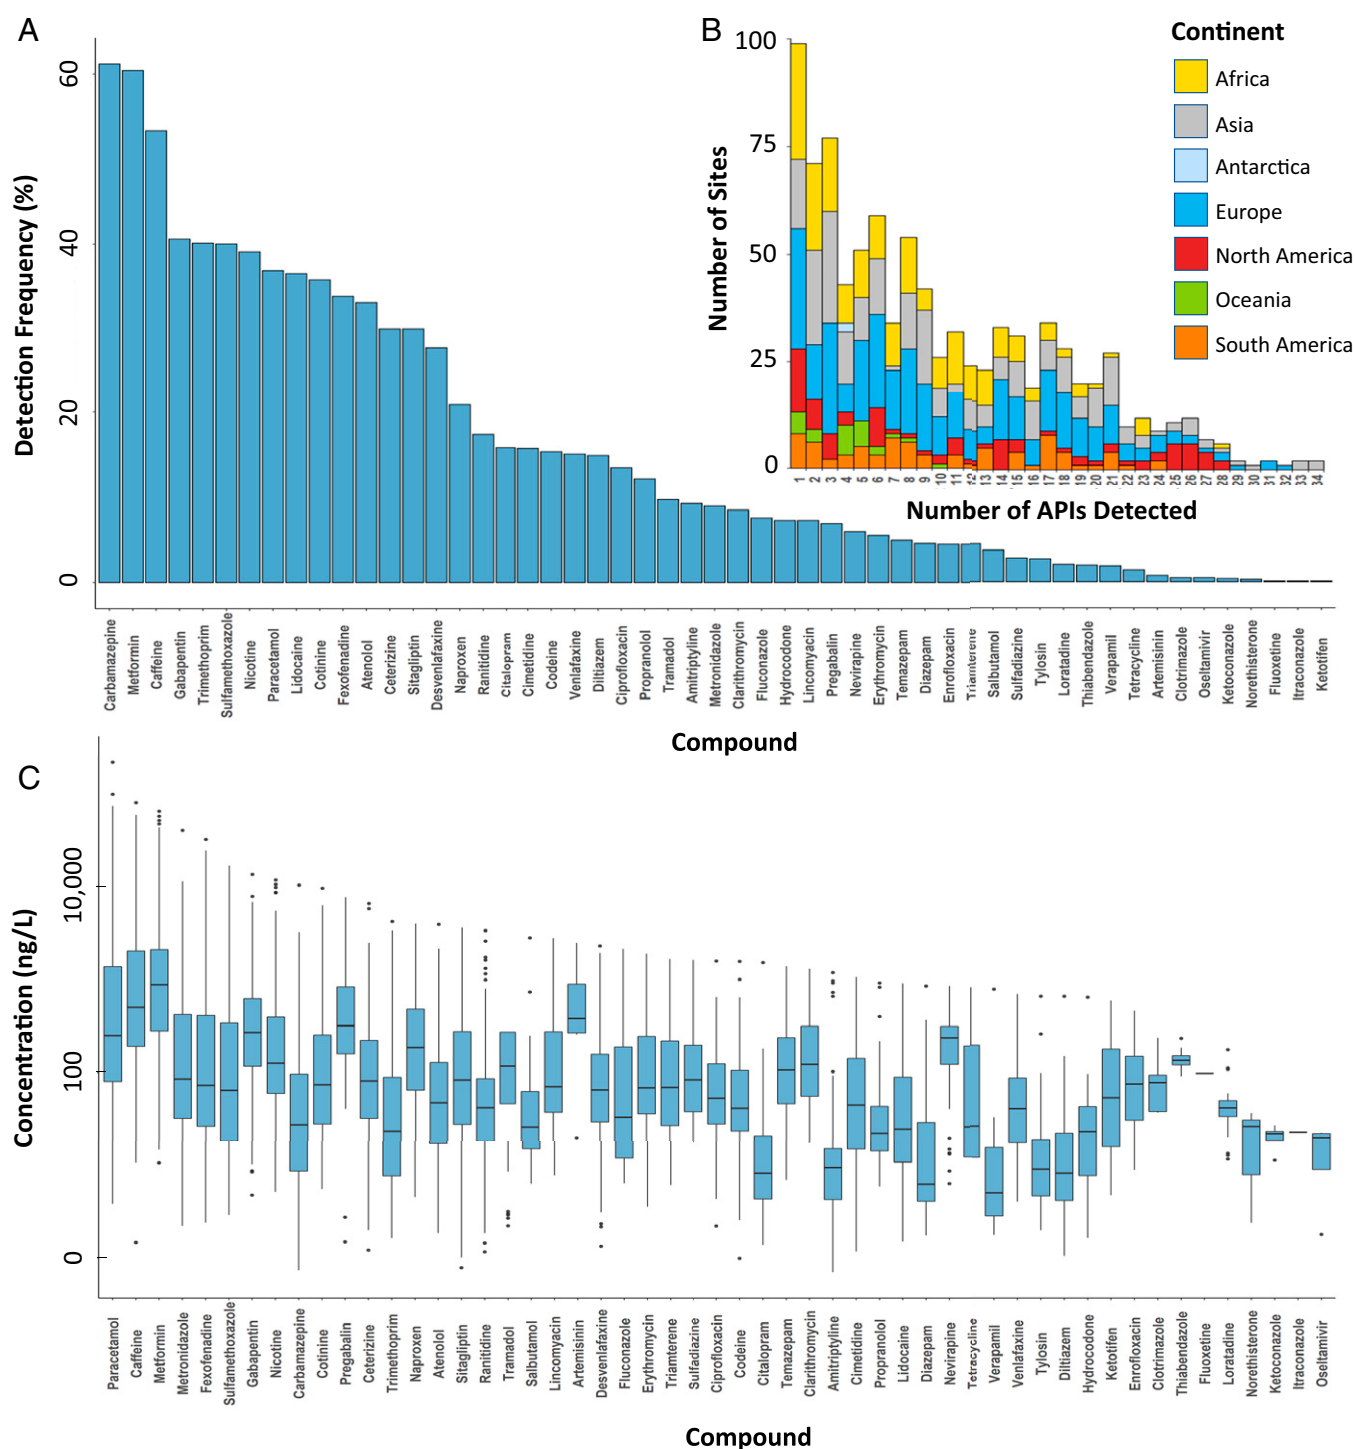 A
Detection Frequency (%)
60
40
20
0
Carbamazepine
Metformin
Caffeine
Gabapentin
Trimethoprim
Sulfamethoxazole
Nicotine
Paracetamol
Lidocaine
Cotinine
Fexofenadine
Atenolol
Ceterizine
Sitagliptin
Desvenlafaxine
Naproxen
Ranitidine
Citalopram
Cimetidine
Codeine
Venlafaxine
Diltiazem
Ciprofloxacin
Propranolol
Tramadol
Amitriptyline
Metronidazole
Clarithromycin
Fluconazole
Hydrocodone
Lincomyacin
Pregabalin
Nevirapine
Erythromycin
Temazepam
Diazepam
Enrofloxacin
Triamterene
Salbutamol
Sulfadiazine
Tylosin
Loratadine
Thiabendazole
Verapamil
Tetracycline
Artemisinin
Clotrimazole
Oseltamivir
Ketoconazole
Norethisterone
Fluoxetine
Itraconazole
Ketotifen
Compound
B
Number of Sites
100
75
50
25
0
1
2
3
4
5
6
7
8
9
10
11
12
13
14
15
16
17
18
19
20
21
22
23
24
25
26
27
28
29
30
31
32
33
34
Number of APIs Detected
Continent
Africa
Asia
Antarctica
Europe
North America
Oceania
South America
C
Concentration (ng/L)
10,000
100
0
Paracetamol
Caffeine
Metformin
Metronidazole
Fexofenadine
Sulfamethoxazole
Gabapentin
Nicotine
Carbamazepine
Cotinine
Pregabalin
Ceterizine
Trimethoprim
Naproxen
Atenolol
Sitagliptin
Ranitidine
Tramadol
Salbutamol
Lincomyacin
Artemisinin
Desvenlafaxine
Fluconazole
Erythromycin
Triamterene
Sulfadiazine
Ciprofloxacin
Codeine
Citalopram
Temazepam
Clarithromycin
Amitriptyline
Cimetidine
Propranolol
Lidocaine
Diazepam
Nevirapine
Tetracycline
Verapamil
Venlafaxine
Tylosin
Diltiazem
Hydrocodone
Ketotifen
Enrofloxacin
Clotrimazole
Thiabendazole
Fluoxetine
Loratadine
Norethisterone
Ketoconazole
Itraconazole
Oseltamivir
Compound